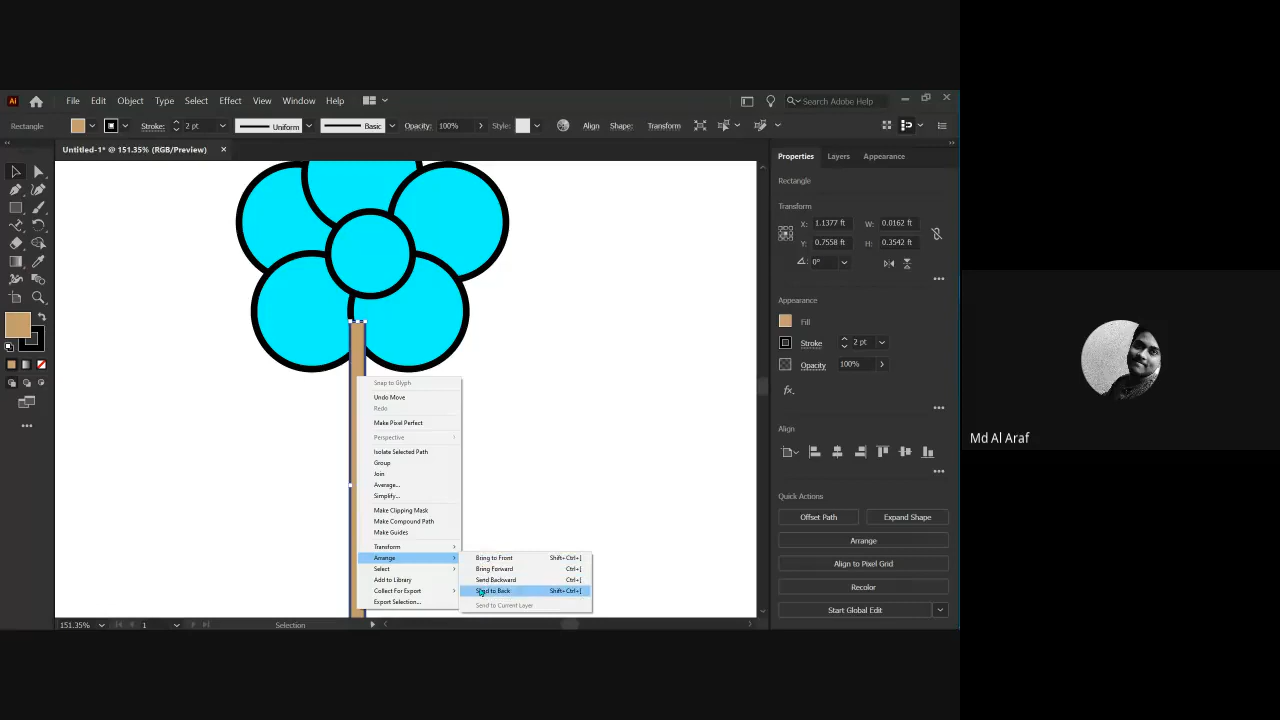 Ai File Edit Object Type Select Effect View Window Help Search Adobe Help
Rectangle Stroke: 2 pt Uniform Basic Opacity: 100% Style: Align Shape: Transform
Untitled-1* @ 151.35% (RGB/Preview) ×
Properties Layers Appearance
Rectangle
Transform
X: 1.1377 ft W: 0.0162 ft
Y: 0.7558 ft H: 0.3542 ft
0°
Appearance
Fill
Stroke 2 pt
Opacity 100%
fx.
Align
Quick Actions
Offset Path Expand Shape
Arrange
Align to Pixel Grid
Recolor
Start Global Edit
Snap to Glyph
Undo Move
Redo
Make Pixel Perfect
Perspective
Isolate Selected Path
Group
Join
Average...
Simplify...
Make Clipping Mask
Make Compound Path
Make Guides
Transform
Arrange
Select
Add to Library
Collect For Export
Export Selection...
Bring to Front Shift+Ctrl+]
Bring Forward Ctrl+]
Send Backward Ctrl+[
Send to Back Shift+Ctrl+[
Send to Current Layer
151.35% 1 Selection
Md Al Araf